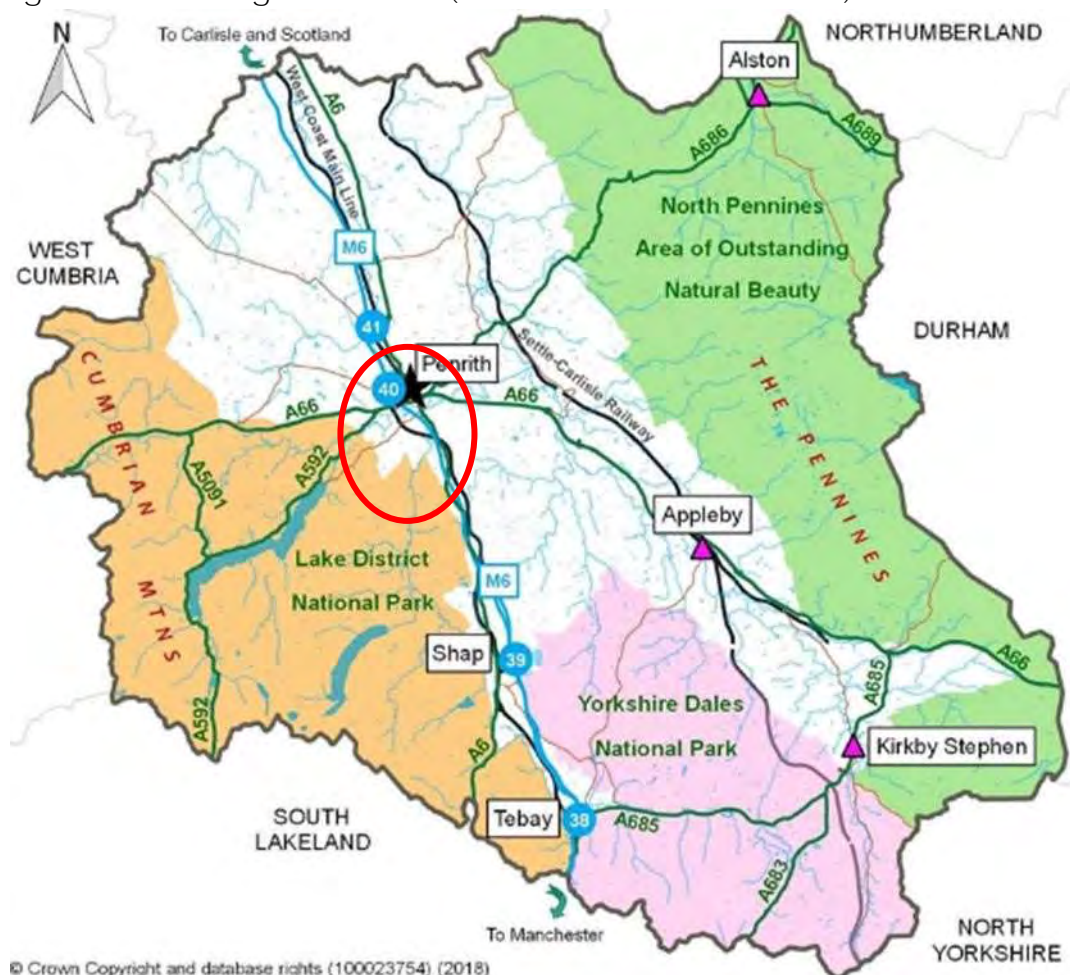 N
To Carlisle and Scotland
NORTHUMBERLAND
Alston
A6
West Coast Main Line
A686
A689
North Pennines
Area of Outstanding
Natural Beauty
WEST
CUMBRIA
M6
DURHAM
41
Penrith
Settle-Carlisle Railway
THE PENNINES
40
A66
A66
CUMBRIAN MTNS
A592
A5091
Appleby
Lake District
National Park
M6
Shap
39
A66
A685
Yorkshire Dales
National Park
A592
Kirkby Stephen
A6
SOUTH
LAKELAND
Tebay
38
A685
A683
To Manchester
NORTH
YORKSHIRE
© Crown Copyright and database rights (100023754) (2018)